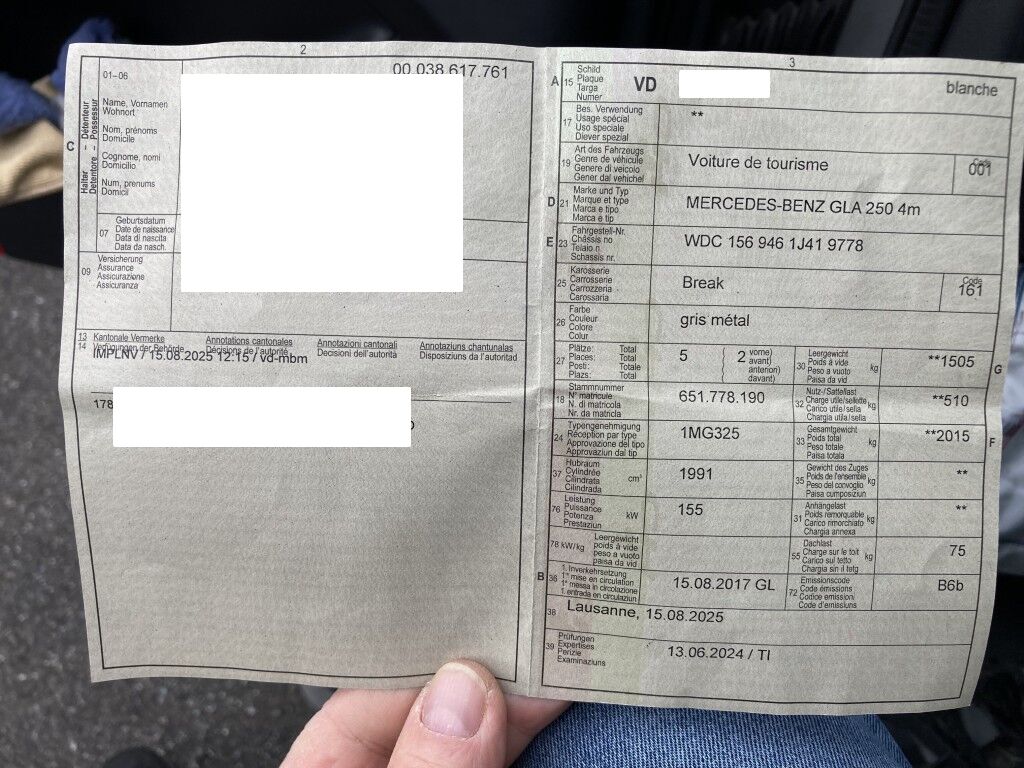 2
01–06
00.038.617.761
Name, Vornamen
Wohnort
Nom, prénoms
Domicile
Cognome, nomi
Domicilio
Num, prenums
Domicil
C
Halter – Détenteur
Detentore – Possessur
07
Geburtsdatum
Date de naissance
Data di nascita
Data da nasch.
09
Versicherung
Assurance
Assicurazione
Assicuranza
13
14
Kantonale Vermerke
Verfügungen der Behörde
Annotations cantonales
Décisions de l'autorité
Annotazioni cantonali
Decisioni dell'autorità
Annotaziuns chantunalas
Disposiziuns da l'autoritad
IMPLNV / 15.08.2025 12:15 / vd-mbm
178
3
A
15
Schild
Plaque
Targa
Numer
VD
blanche
17
Bes. Verwendung
Usage spécial
Uso speciale
Diever spezial
**
19
Art des Fahrzeugs
Genre de véhicule
Genere di veicolo
Gener dal vehichel
Voiture de tourisme
Code
001
D
21
Marke und Typ
Marque et type
Marca e tipo
Marca e tip
MERCEDES-BENZ GLA 250 4m
E
23
Fahrgestell-Nr.
Châssis no
Telaio n.
Schassis nr.
WDC 156 946 1J41 9778
25
Karosserie
Carrosserie
Carrozzeria
Carossaria
Break
Code
161
26
Farbe
Couleur
Colore
Colur
gris métal
27
Plätze: Total
Places: Total
Posti: Totale
Plazs: Total
5
2
vorne)
avant)
anteriori)
davant)
30
Leergewicht
Poids à vide
Peso a vuoto
Paisa da vid
kg
**1505
G
18
Stammnummer
N° matricule
N. di matricola
Nr. da matricla
651.778.190
32
Nutz-/Sattellast
Charge utile/sellette
Carico utile/sella
Chargia utila/sella
kg
**510
24
Typengenehmigung
Réception par type
Approvazione del tipo
Approvaziun dal tip
1MG325
33
Gesamtgewicht
Poids total
Peso totale
Paisa totala
kg
**2015
F
37
Hubraum
Cylindrée
Cilindrata
Cilindrada
cm³
1991
35
Gewicht des Zuges
Poids de l'ensemble
Peso del convoglio
Paisa cumposiziun
kg
**
76
Leistung
Puissance
Potenza
Prestaziun
kW
155
31
Anhängelast
Poids remorquable
Carico rimorchiato
Chargia annexa
kg
**
78 kW/kg
Leergewicht
poids à vide
peso a vuoto
paisa da vid
55
Dachlast
Charge sur le toit
Carico sul tetto
Chargia sin il tetg
kg
75
B
36
1. Inverkehrsetzung
1re mise en circulation
1a messa in circolazione
1. entrada en circulaziun
15.08.2017 GL
72
Emissionscode
Code émissions
Codice emissioni
Code d'emissiuns
B6b
38
Lausanne, 15.08.2025
39
Prüfungen
Expertises
Perizie
Examinaziuns
13.06.2024 / TI